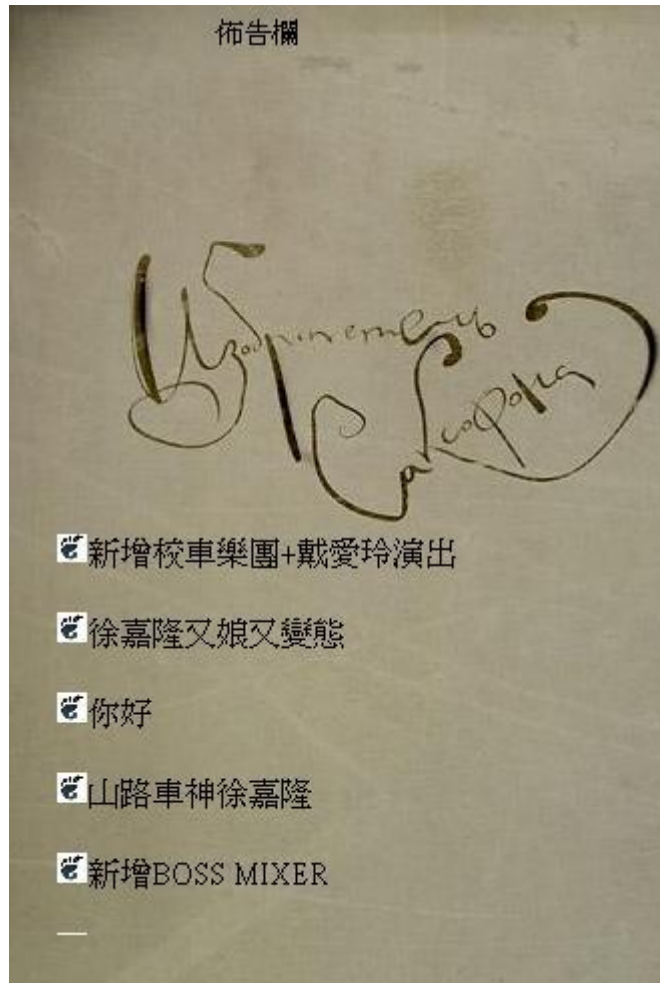 佈告欄
Изобретатель
Саксофона
新增校車樂團+戴愛玲演出
徐嘉隆又娘又變態
你好
山路車神徐嘉隆
新增BOSS MIXER